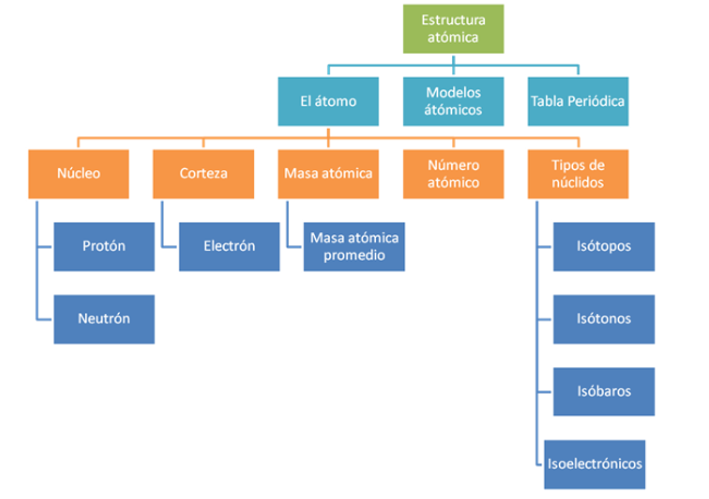 Estructura
atómica
El átomo
Modelos
átómicos
Tabla Periódica
Núcleo
Corteza
Masa atómica
Número
atómico
Tipos de
núclidos
Protón
Electrón
Masa atómica
promedio
Isótopos
Neutrón
Isótonos
Isóbaros
Isoelectrónicos